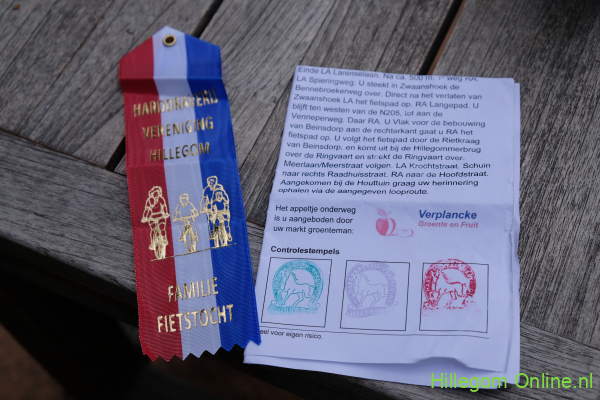 HARDDRAVERIJ
VERENIGING
HILLEGOM
FAMILIE
FIETSTOCHT
Einde LA Larenselaan. Na ca. 500 m. 1e weg RA.
LA Spieringweg. U steekt in Zwaanshoek de
Bennebroekerweg over. Direct na het verlaten van
Zwaanshoek LA het fietspad op. RA Langepad. U
blijft ten westen van de N205, tot aan de
Venneperweg. Daar RA. U Vlak voor de bebouwing
van Beinsdorp aan de rechterkant gaat u RA het
fietspad op. U volgt het fietspad door de Rietkraag
van Beinsdorp, en komt uit bij de Hillegommerbrug
over de Ringvaart en steekt de Ringvaart over.
Meerlaan/Meerstraat volgen. LA Krochtstraat. Schuin
naar rechts Raadhuisstraat. RA naar de Hoofdstraat.
Aangekomen bij de Houttuin graag uw herinnering
ophalen via de aangegeven looproute.
Het appeltje onderweg
is u aangeboden door
uw markt groenteman:
Verplancke
Groente en Fruit
Controlestempels
eel voor eigen risico.
Hillegom Online.nl